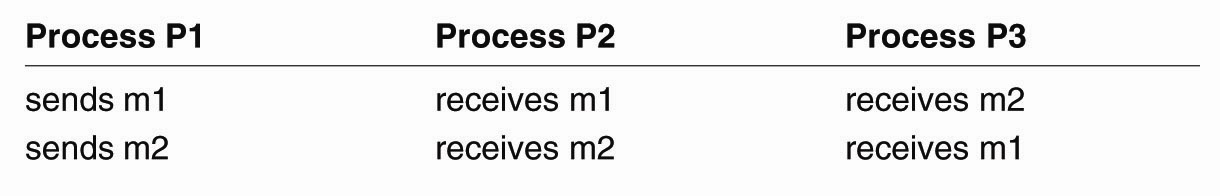 Process P1 Process P2 Process P3
sends m1 receives m1 receives m2
sends m2 receives m2 receives m1